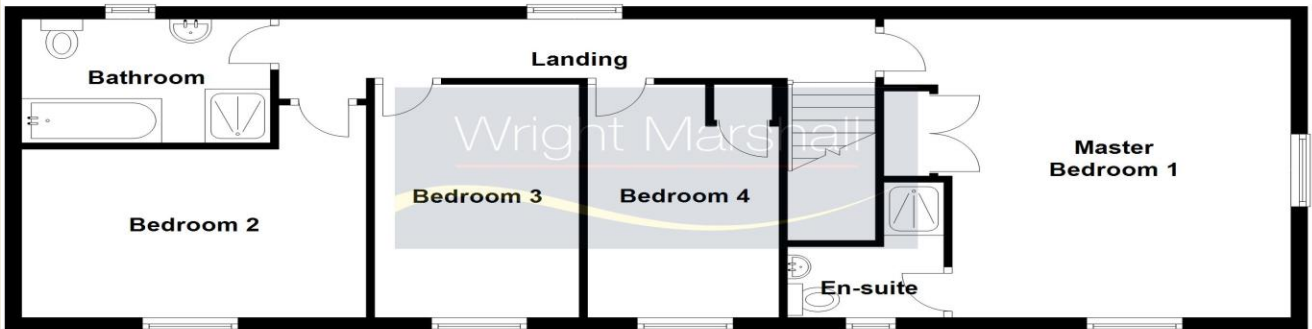 Landing
Bathroom
Wright Marshall
Master
Bedroom 1
Bedroom 3
Bedroom 4
Bedroom 2
En-suite